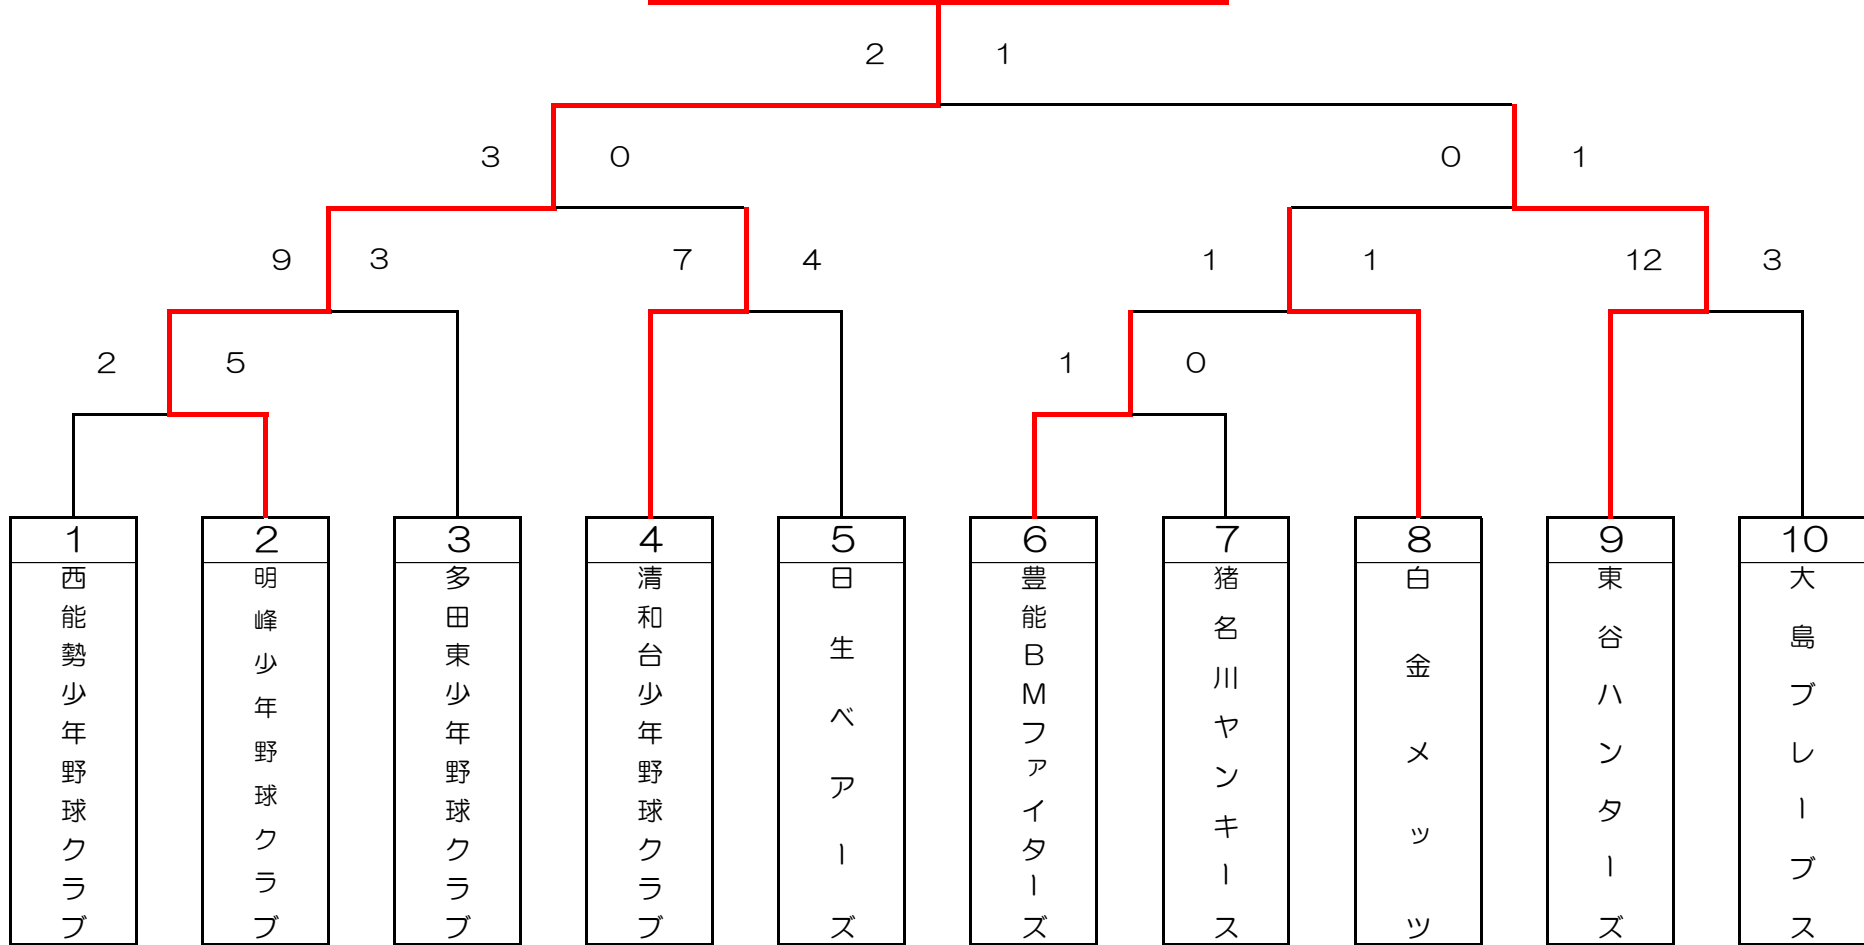 2 1
3 0 0 1
9 3 7 4 1 1 12 3
2 5 1 0
1 2 3 4 5 6 7 8 9 10
西能勢少年野球クラブ
明峰少年野球クラブ
多田東少年野球クラブ
清和台少年野球クラブ
日生ベアーズ
豊能BMファイターズ
猪名川ヤンキース
白金メッツ
東谷ハンターズ
大島ブレーブス